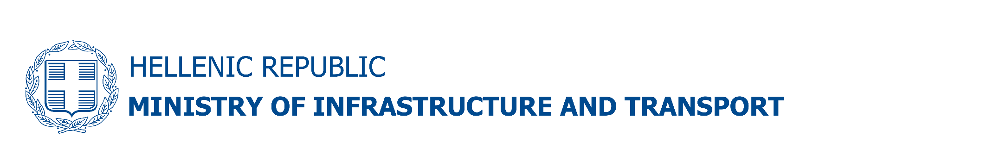 HELLENIC REPUBLIC
MINISTRY OF INFRASTRUCTURE AND TRANSPORT